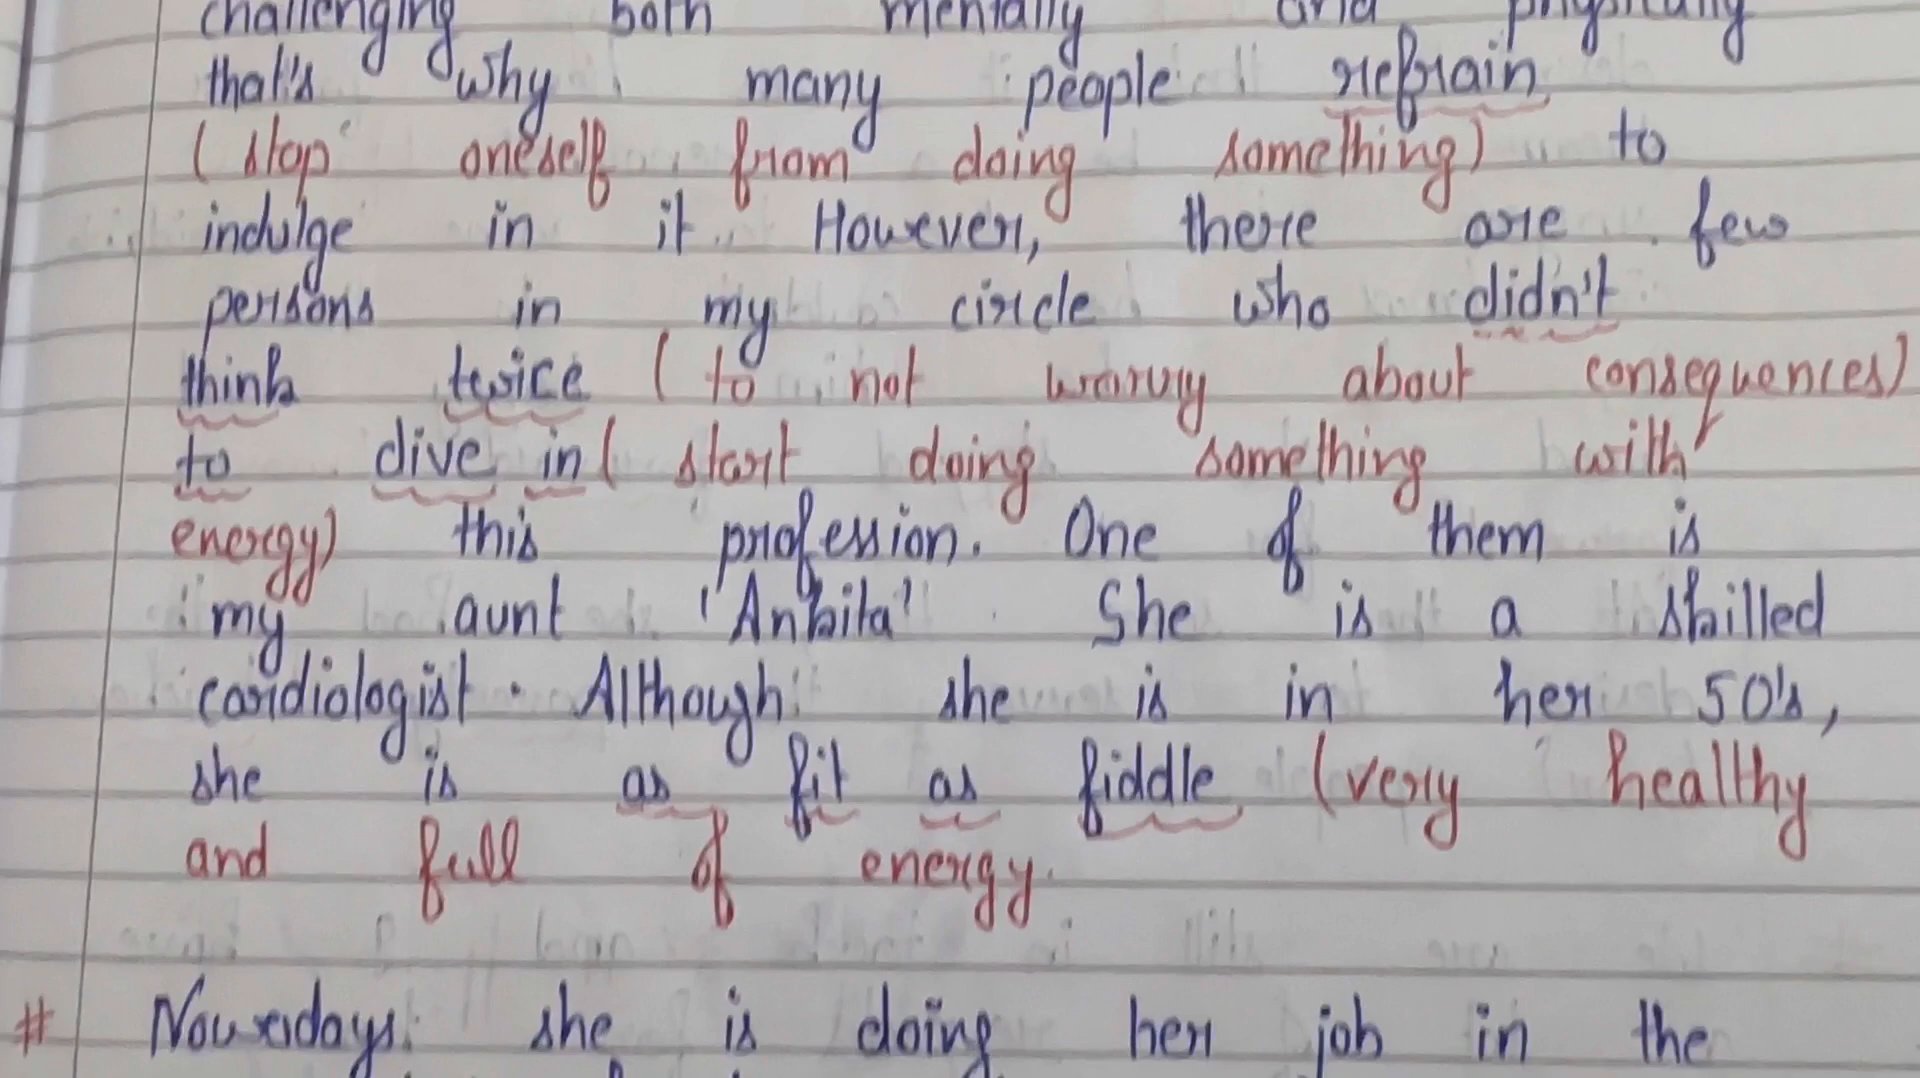 challenging both mentally and physically
that's why many people refrain
(stop oneself from doing something) to
indulge in it. However, there are few
persons in my circle who didn't
think twice (to not worry about consequences)
to dive in (start doing something with
energy) this profession. One of them is
my aunt 'Ankita' She is a skilled
cardiologist. Although she is in her 50's,
she is as fit as fiddle (very healthy
and full of energy.
# Nowadays she is doing her job in the